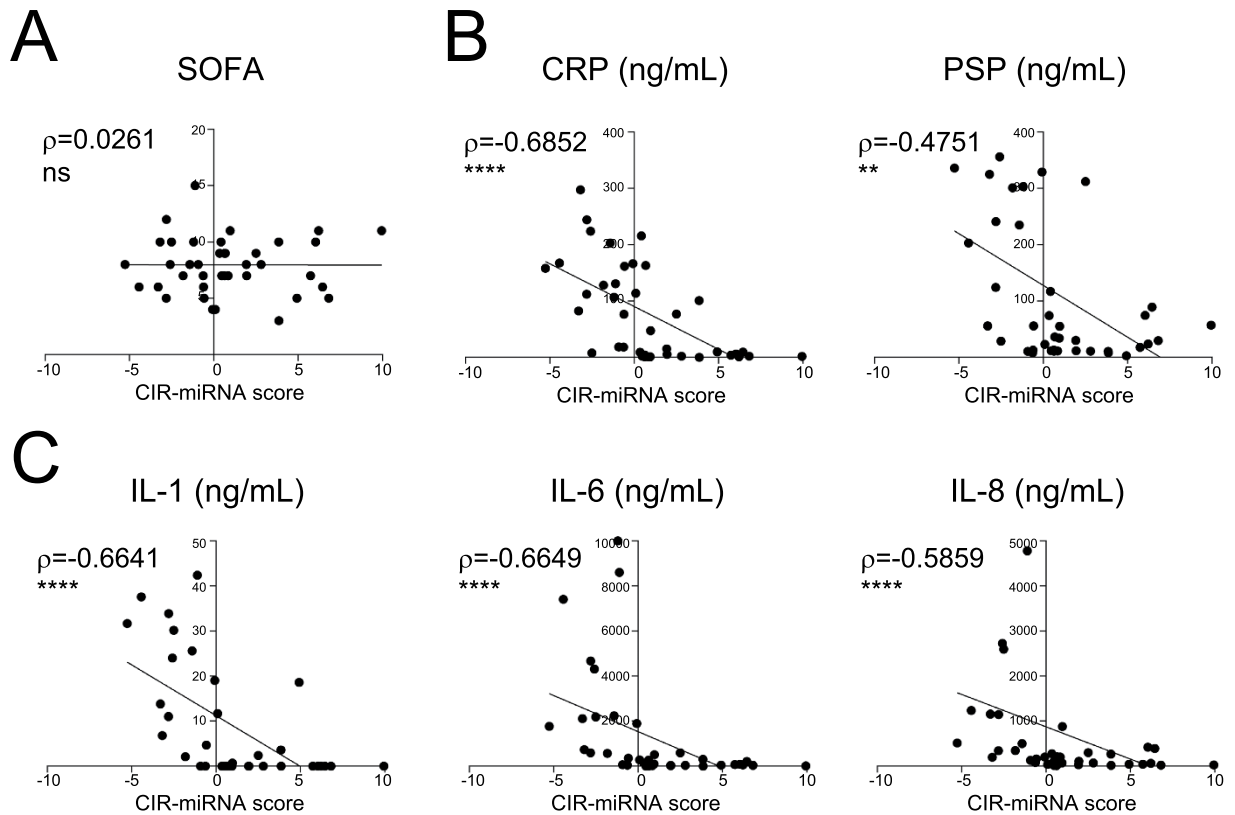 A
SOFA
ρ=0.0261
ns
20
15
10
5
-10 -5 0 5 10
CIR-miRNA score
B
CRP (ng/mL)
ρ=-0.6852
****
400
300
200
100
-10 -5 0 5 10
CIR-miRNA score
PSP (ng/mL)
ρ=-0.4751
**
400
300
200
100
-10 -5 0 5 10
CIR-miRNA score
C
IL-1 (ng/mL)
ρ=-0.6641
****
50
40
30
20
10
-10 -5 0 5 10
CIR-miRNA score
IL-6 (ng/mL)
ρ=-0.6649
****
10000
8000
6000
4000
2000
-10 -5 0 5 10
CIR-miRNA score
IL-8 (ng/mL)
ρ=-0.5859
****
5000
4000
3000
2000
1000
-10 -5 0 5 10
CIR-miRNA score